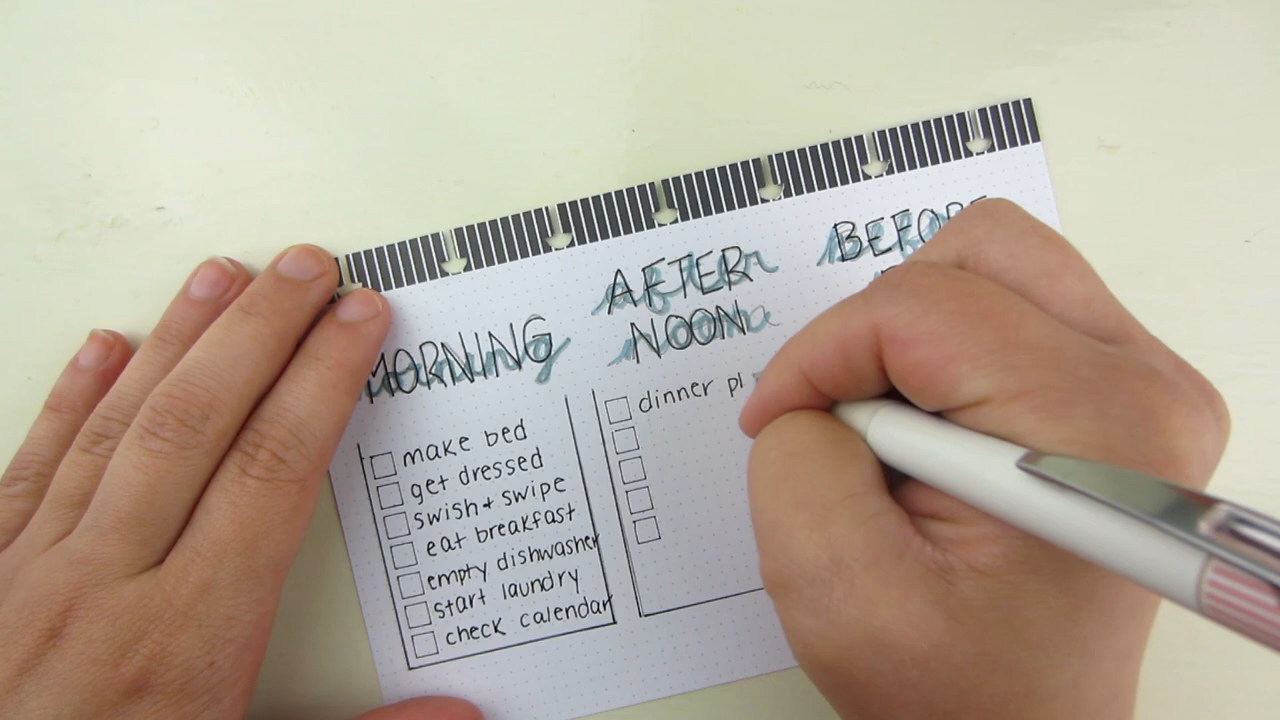 MORNING
make bed
get dressed
swish + swipe
eat breakfast
empty dishwasher
start laundry
check calendar
AFTER
NOON
dinner pl
BEFO